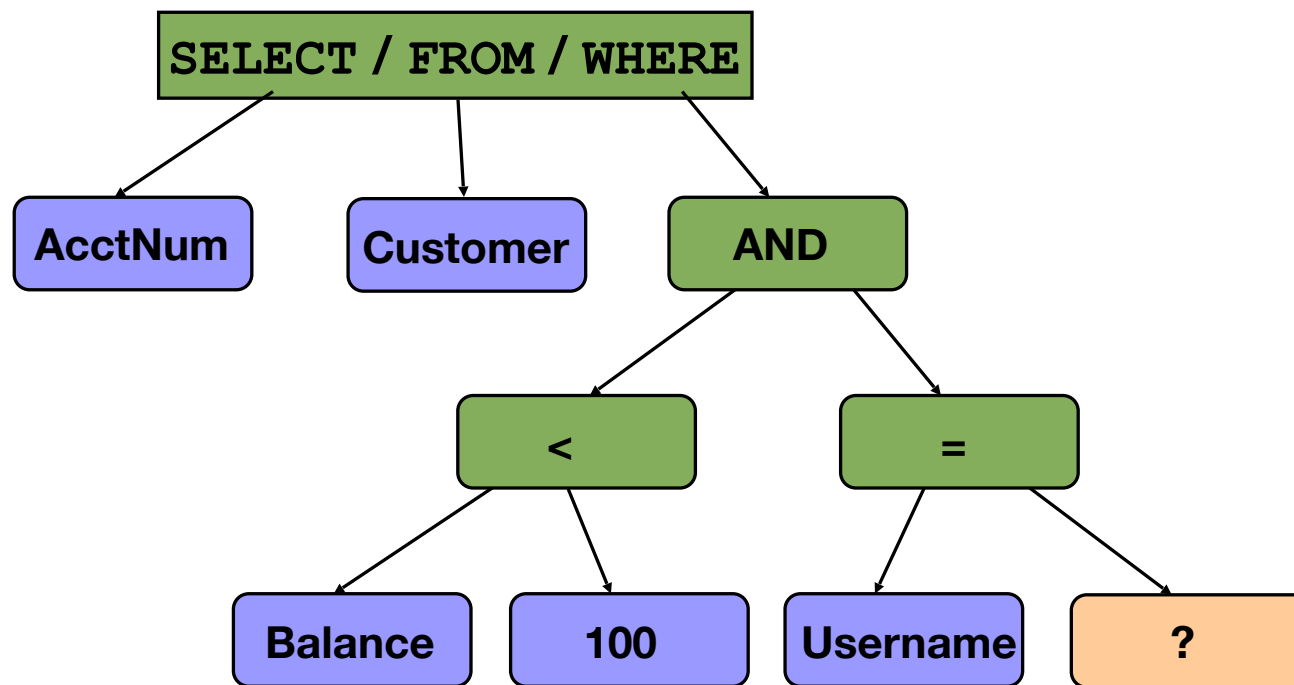 SELECT / FROM / WHERE
AcctNum
Customer
AND
<
=
Balance
100
Username
?